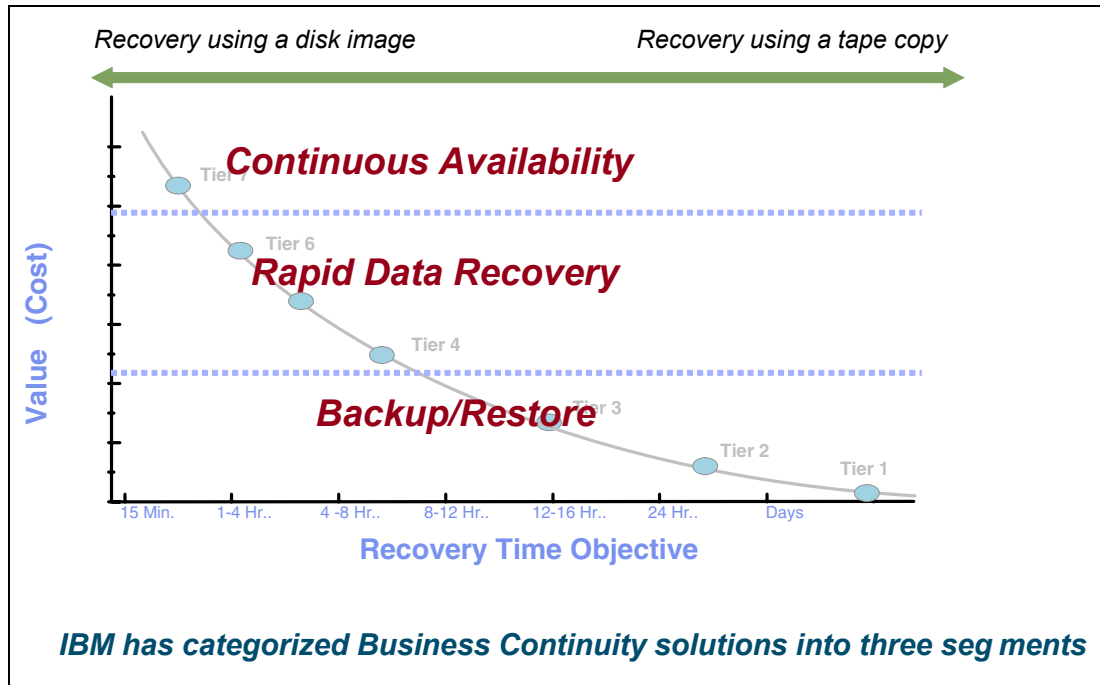 Recovery using a disk image
Recovery using a tape copy
Continuous Availability
Tier 7
Tier 6
Rapid Data Recovery
Tier 4
Backup/Restore
Tier 3
Tier 2
Tier 1
Value (Cost)
15 Min.
1-4 Hr..
4 -8 Hr..
8-12 Hr..
12-16 Hr..
24 Hr..
Days
Recovery Time Objective
IBM has categorized Business Continuity solutions into three seg ments